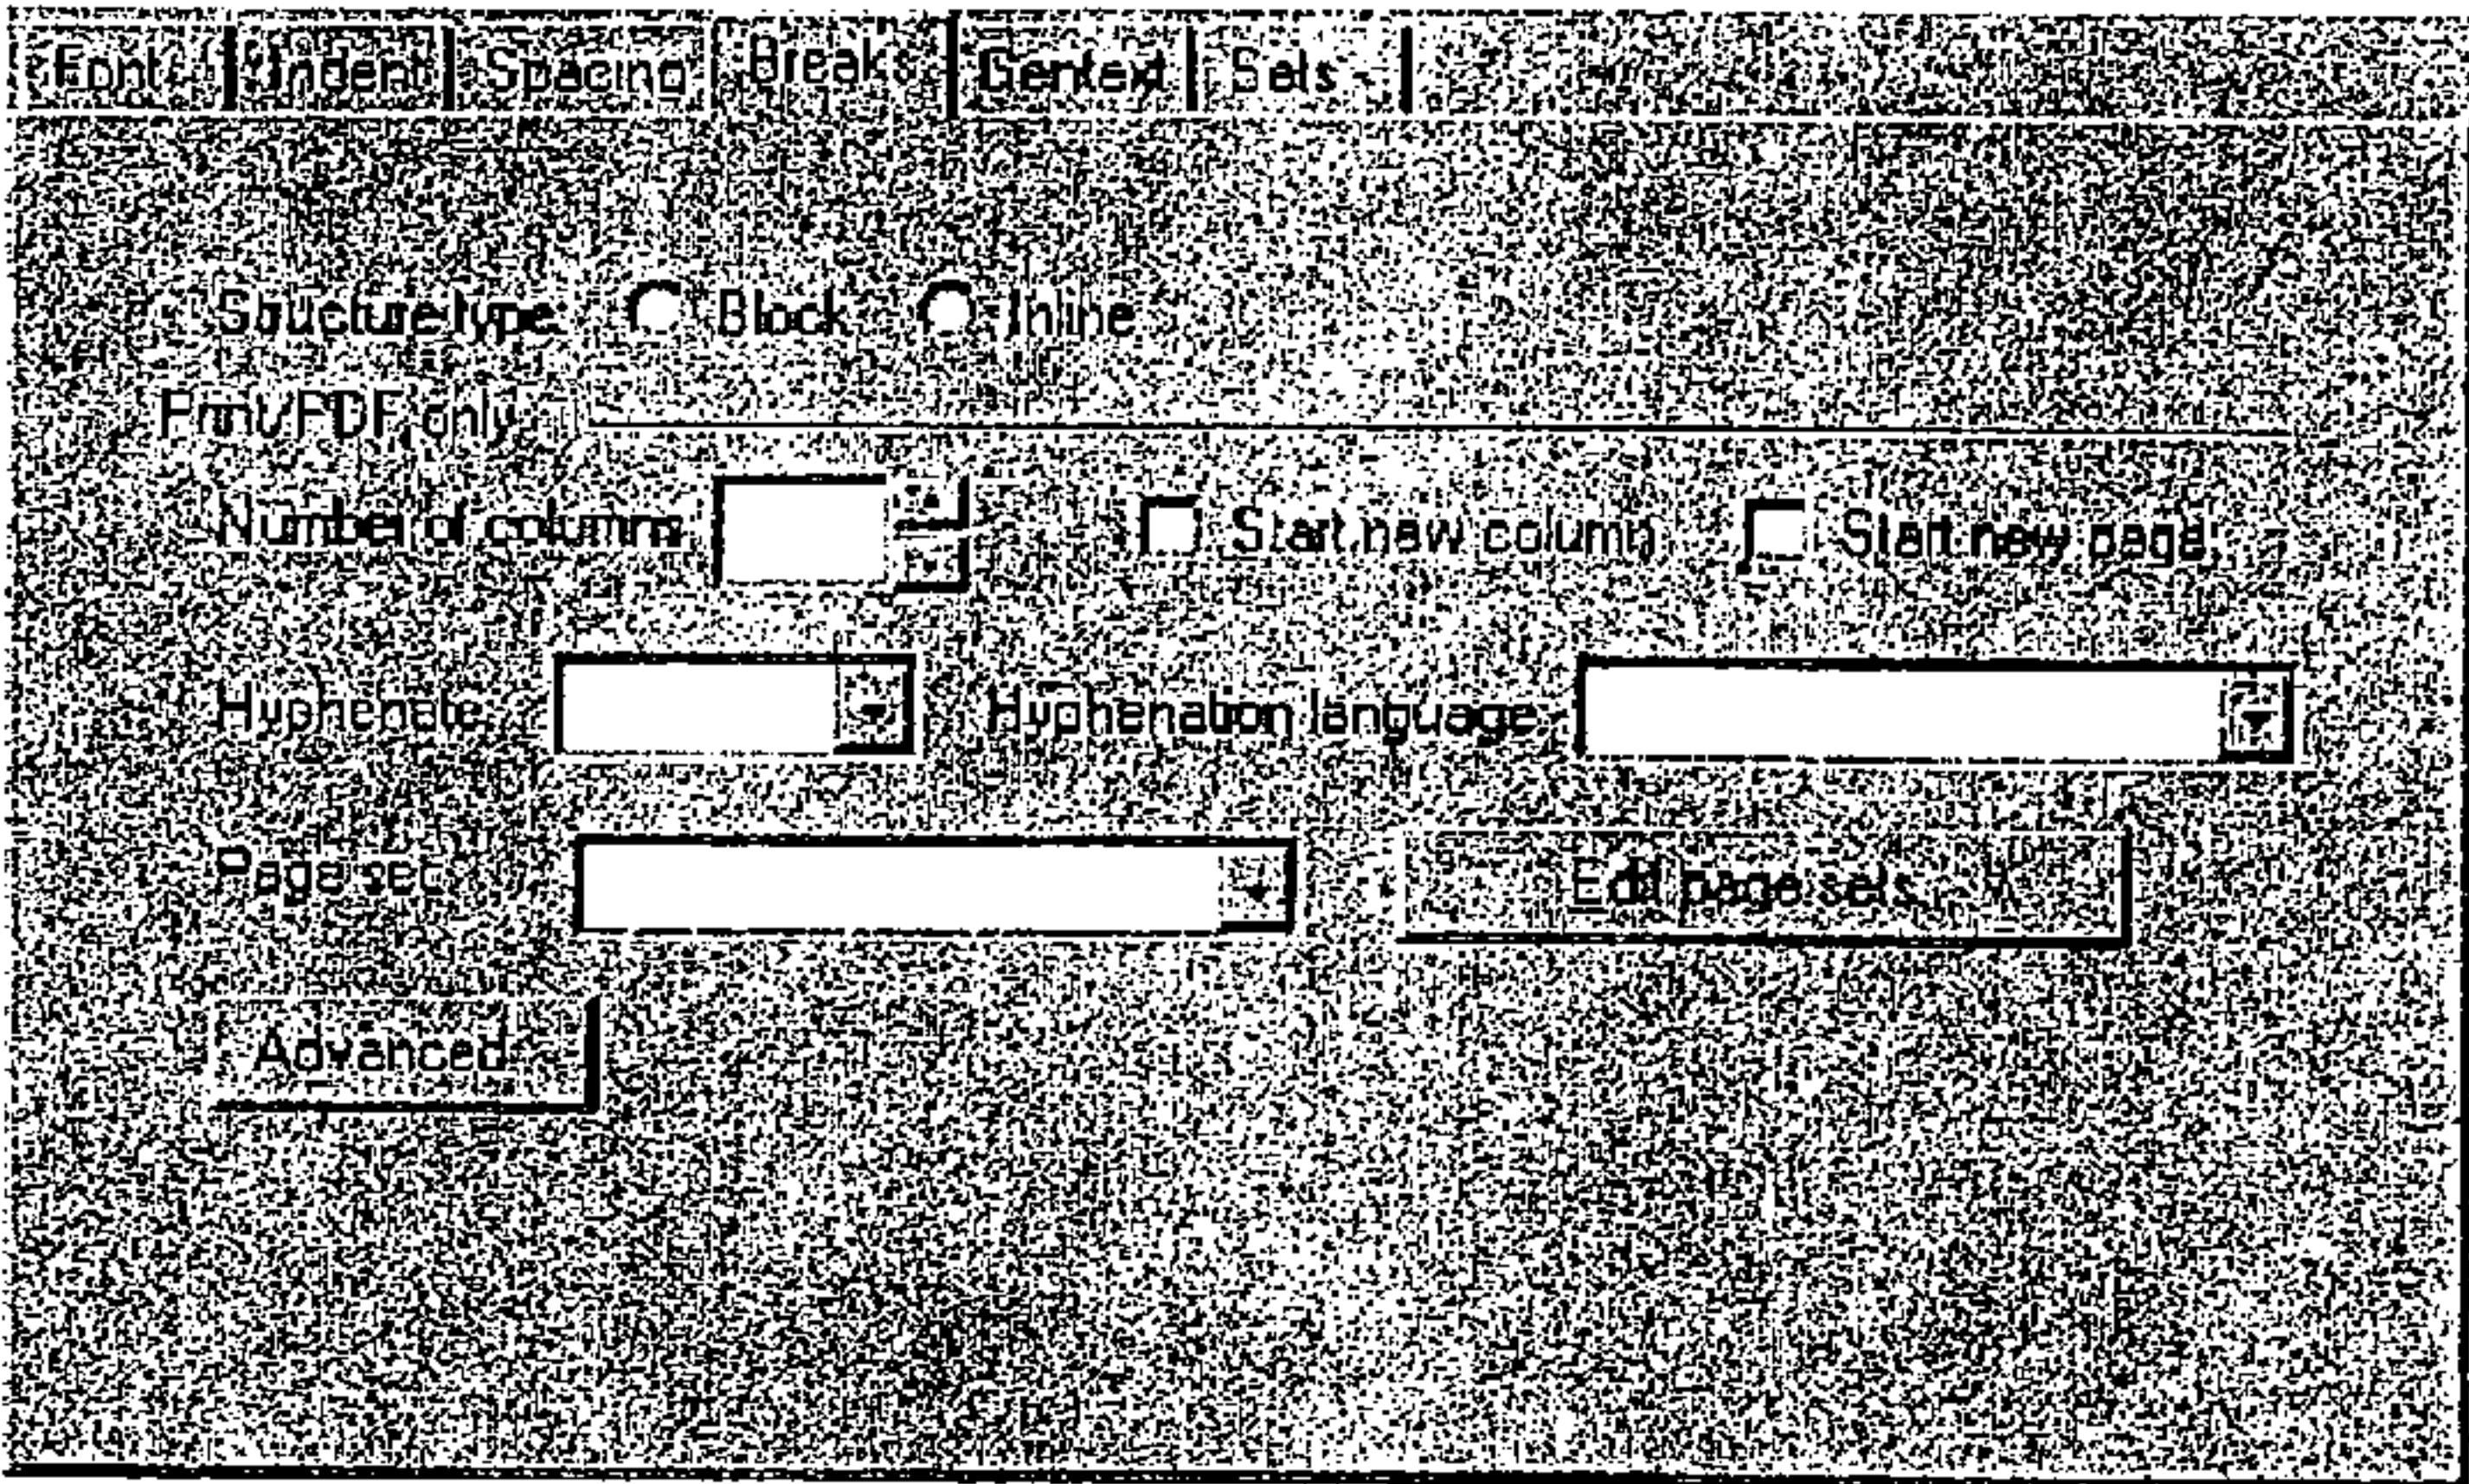 Font Indent Spacing Breaks Gentext Sets
Structure type: Block Inline
Print/PDF only
Number of columns Start new column Start new page
Hyphenate Hyphenation language
Page set Edit page sets...
Advanced